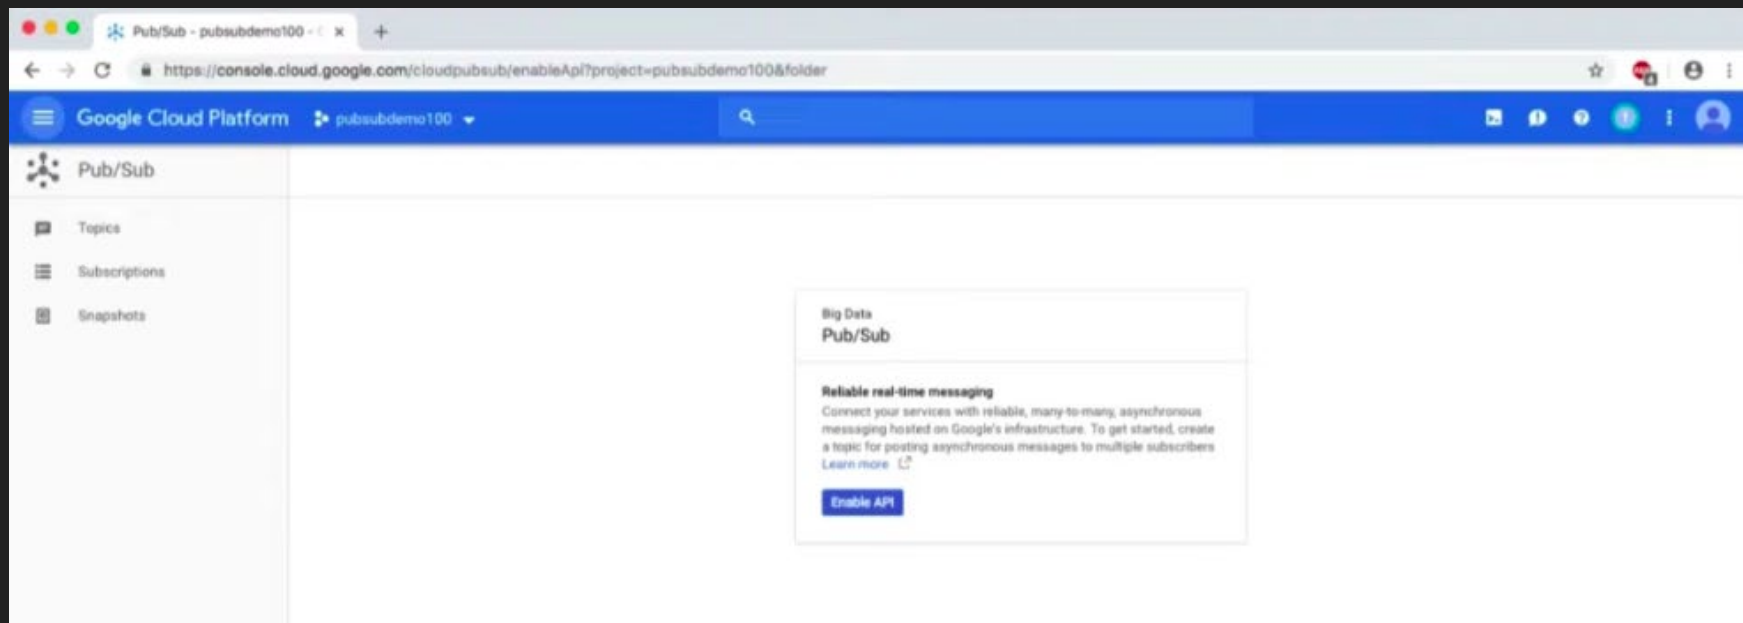 Pub/Sub - pubsubdemo100 -
https://console.cloud.google.com/cloudpubsub/enableApi?project=pubsubdemo100&folder
Google Cloud Platform pubsubdemo100
Pub/Sub
Topics
Subscriptions
Snapshots
Big Data
Pub/Sub
Reliable real-time messaging
Connect your services with reliable, many-to-many, asynchronous
messaging hosted on Google's infrastructure. To get started, create
a topic for posting asynchronous messages to multiple subscribers
Learn more
Enable API